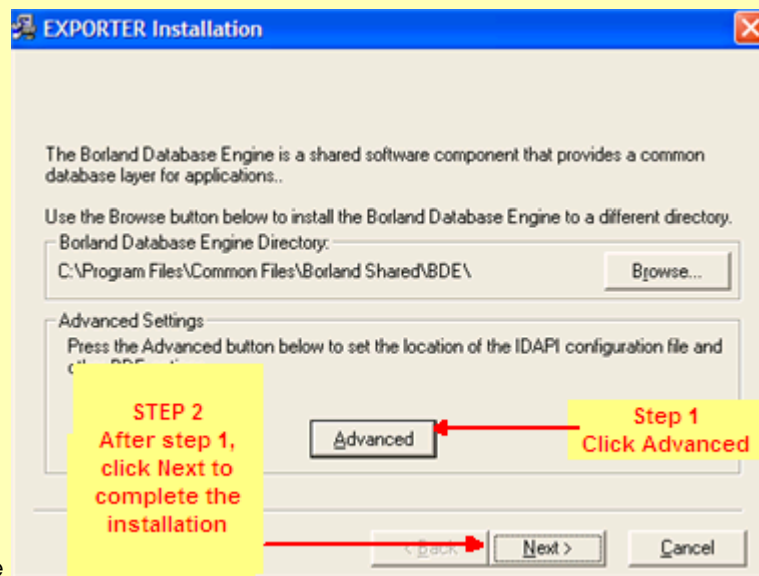 EXPORTER Installation
The Borland Database Engine is a shared software component that provides a common
database layer for applications..
Use the Browse button below to install the Borland Database Engine to a different directory.
Borland Database Engine Directory:
C:\Program Files\Common Files\Borland Shared\BDE\
Browse...
Advanced Settings
Press the Advanced button below to set the location of the IDAPI configuration file and
STEP 2
After step 1,
click Next to
complete the
installation
Advanced
Step 1
Click Advanced
< Back
Next >
Cancel
e